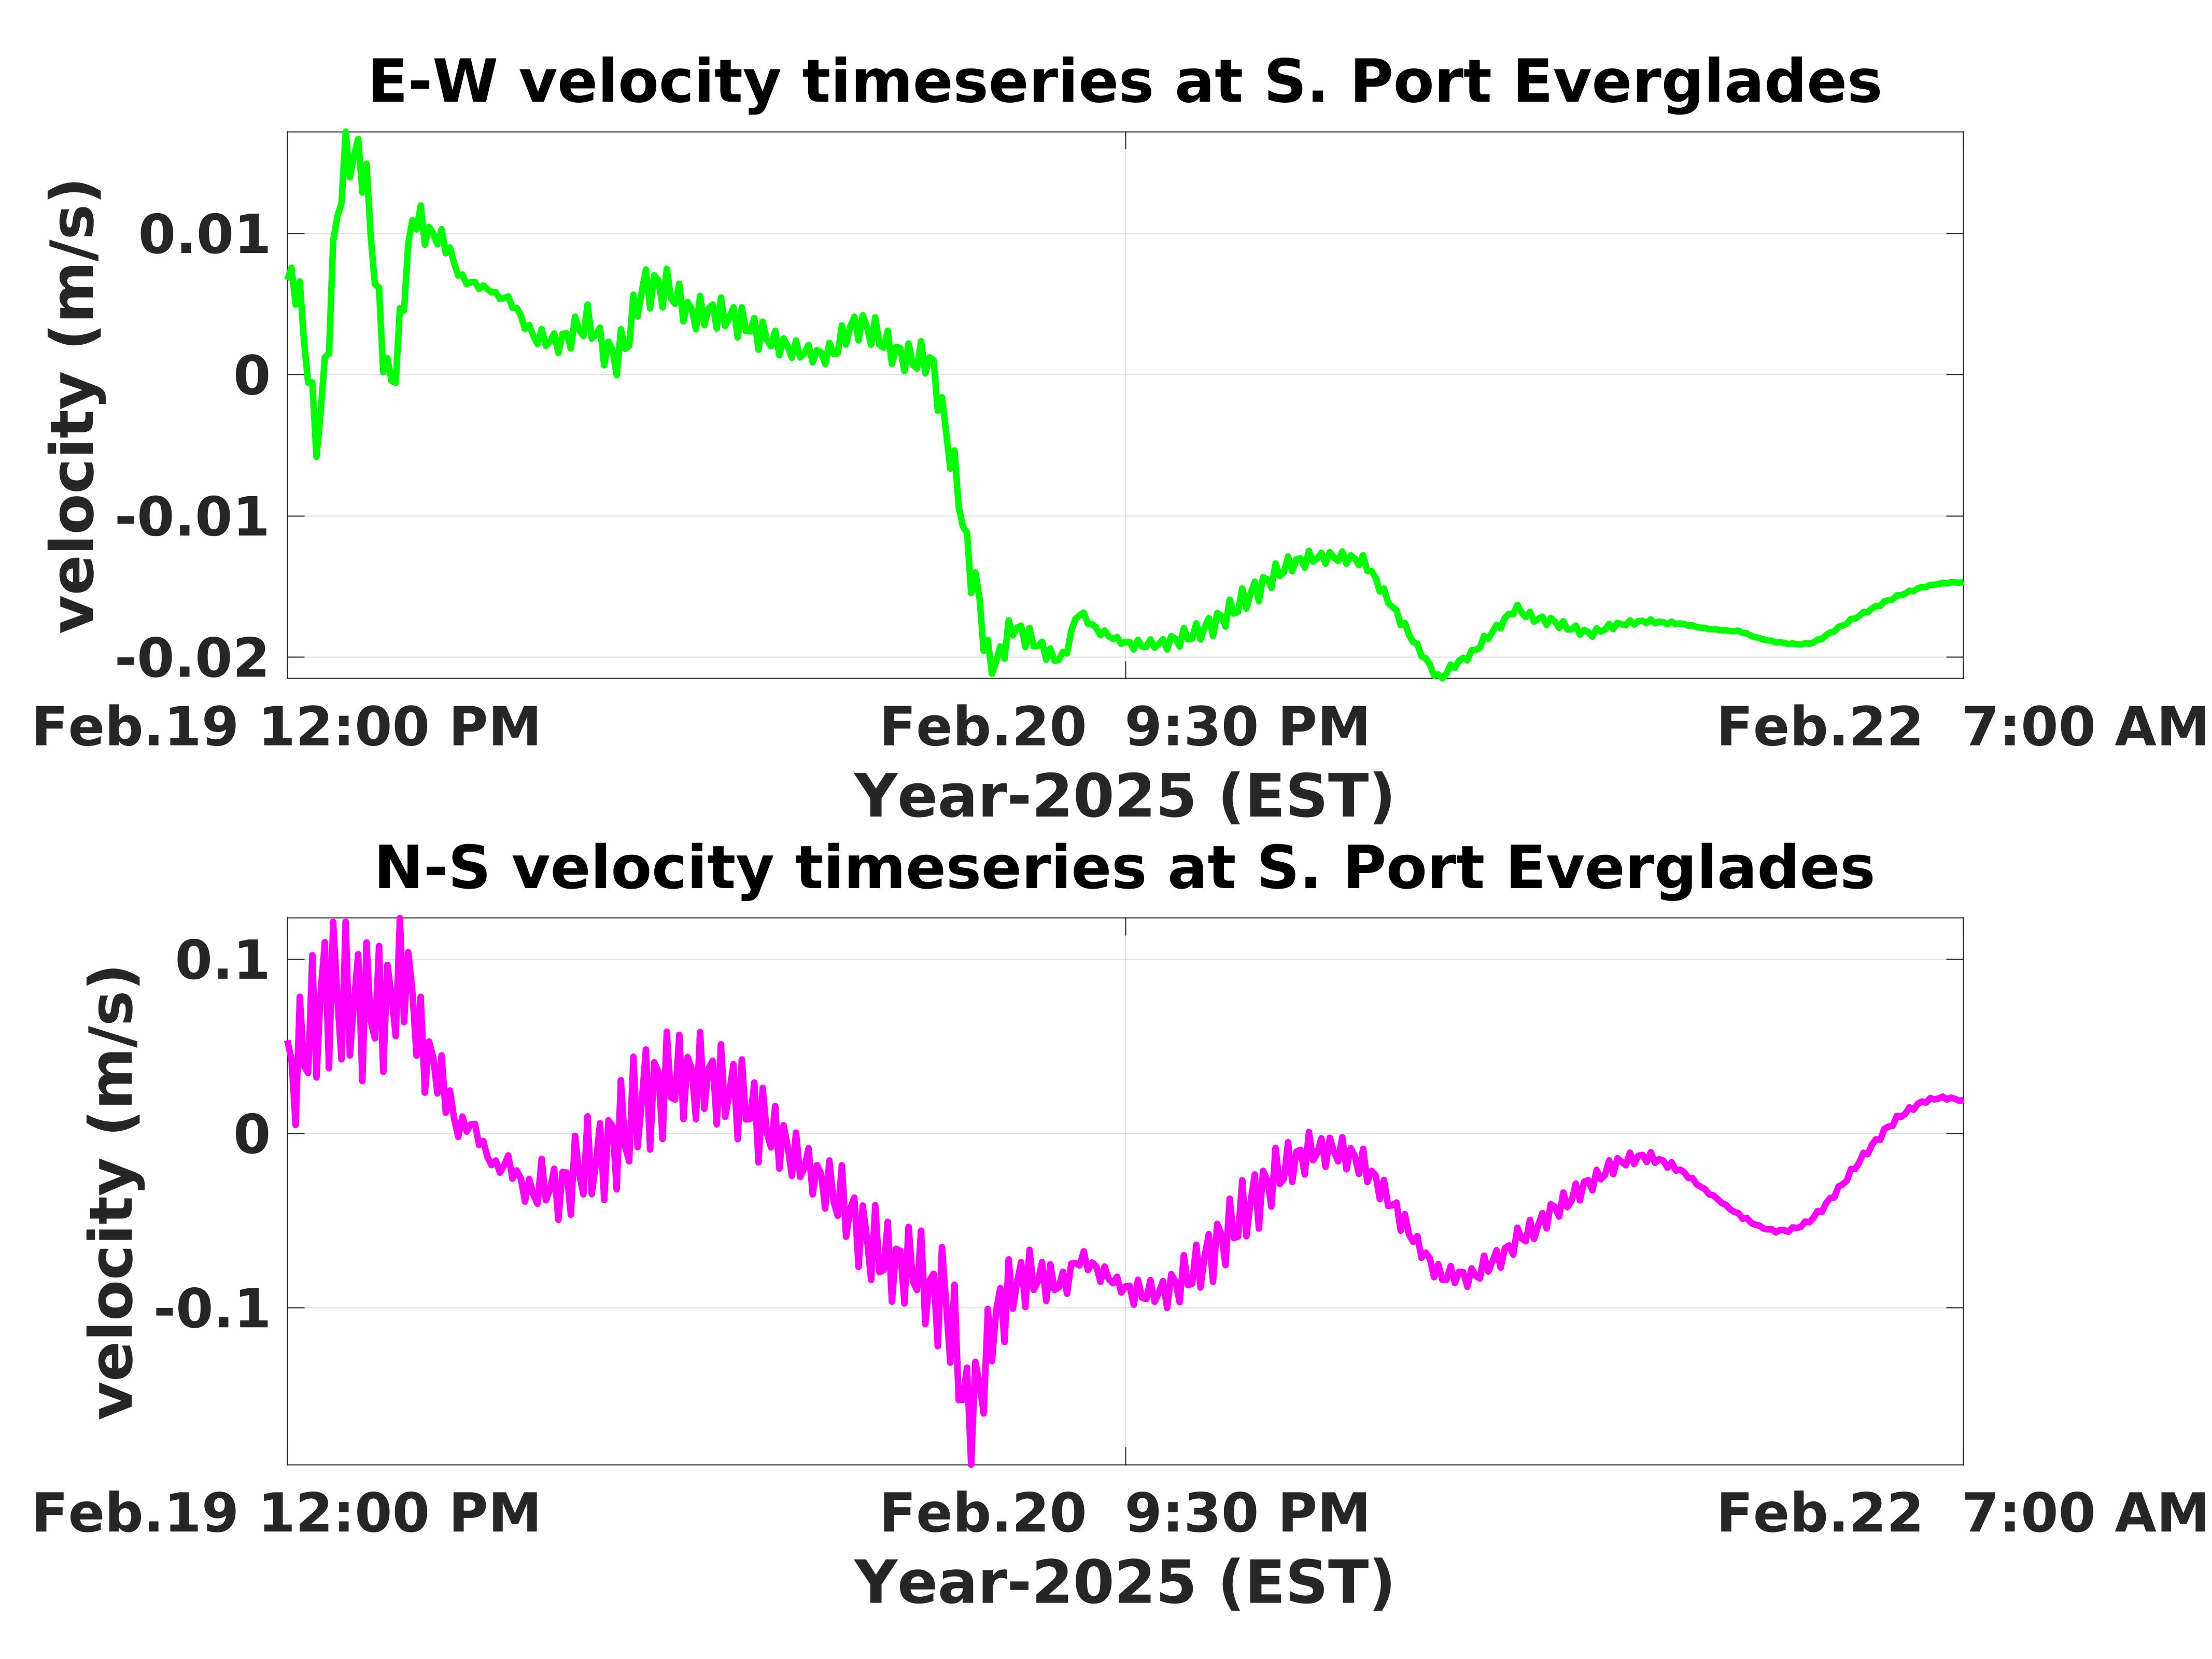 E-W velocity timeseries at S. Port Everglades
velocity (m/s)
0.01
0
-0.01
-0.02
Feb.19 12:00 PM
Feb.20  9:30 PM
Feb.22  7:00 AM
Year-2025 (EST)
N-S velocity timeseries at S. Port Everglades
velocity (m/s)
0.1
0
-0.1
Feb.19 12:00 PM
Feb.20  9:30 PM
Feb.22  7:00 AM
Year-2025 (EST)